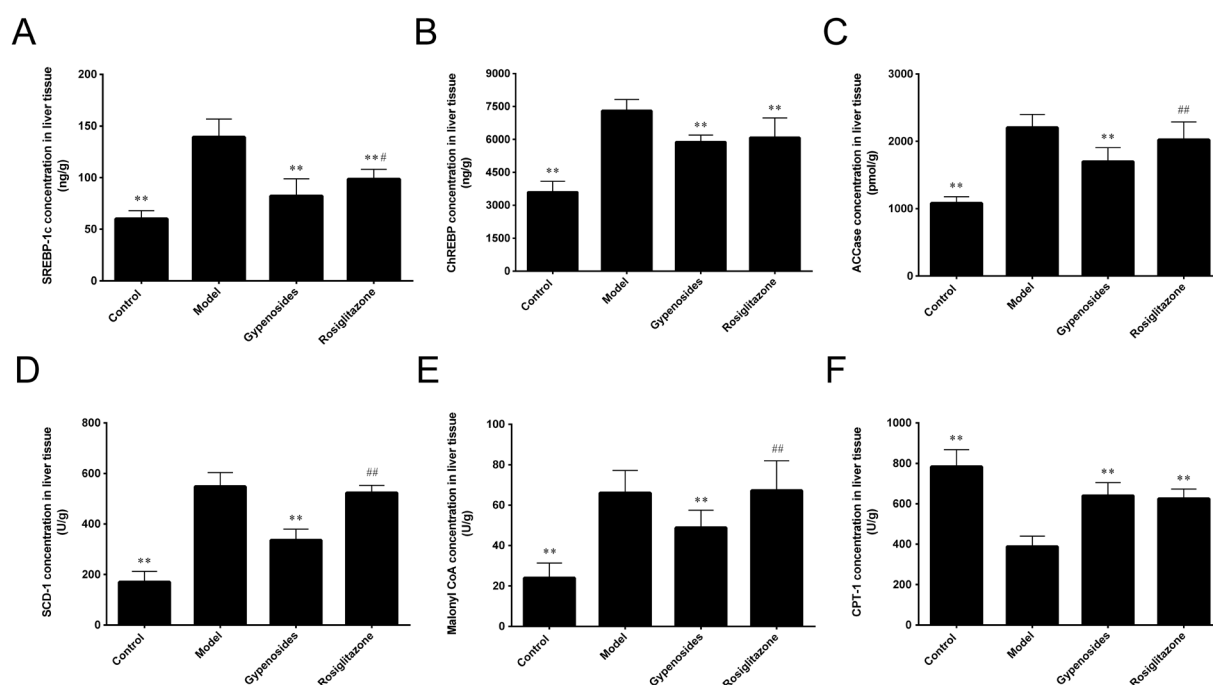 A
SREBP-1c concentration in liver tissue
(ng/g)
200
150
100
50
0
**
**
**#
Control
Model
Gypenosides
Rosiglitazone
B
ChREBP concentration in liver tissue
(ng/g)
9000
7500
6000
4500
3000
1500
0
**
**
**
Control
Model
Gypenosides
Rosiglitazone
C
ACCase concentration in liver tissue
(pmol/g)
3000
2000
1000
0
**
**
##
Control
Model
Gypenosides
Rosiglitazone
D
SCD-1 concentration in liver tissue
(U/g)
800
600
400
200
0
**
**
##
Control
Model
Gypenosides
Rosiglitazone
E
Malonyl CoA concentration in liver tissue
(U/g)
100
80
60
40
20
0
**
**
##
Control
Model
Gypenosides
Rosiglitazone
F
CPT-1 concentration in liver tissue
(U/g)
1000
800
600
400
200
0
**
**
**
Control
Model
Gypenosides
Rosiglitazone